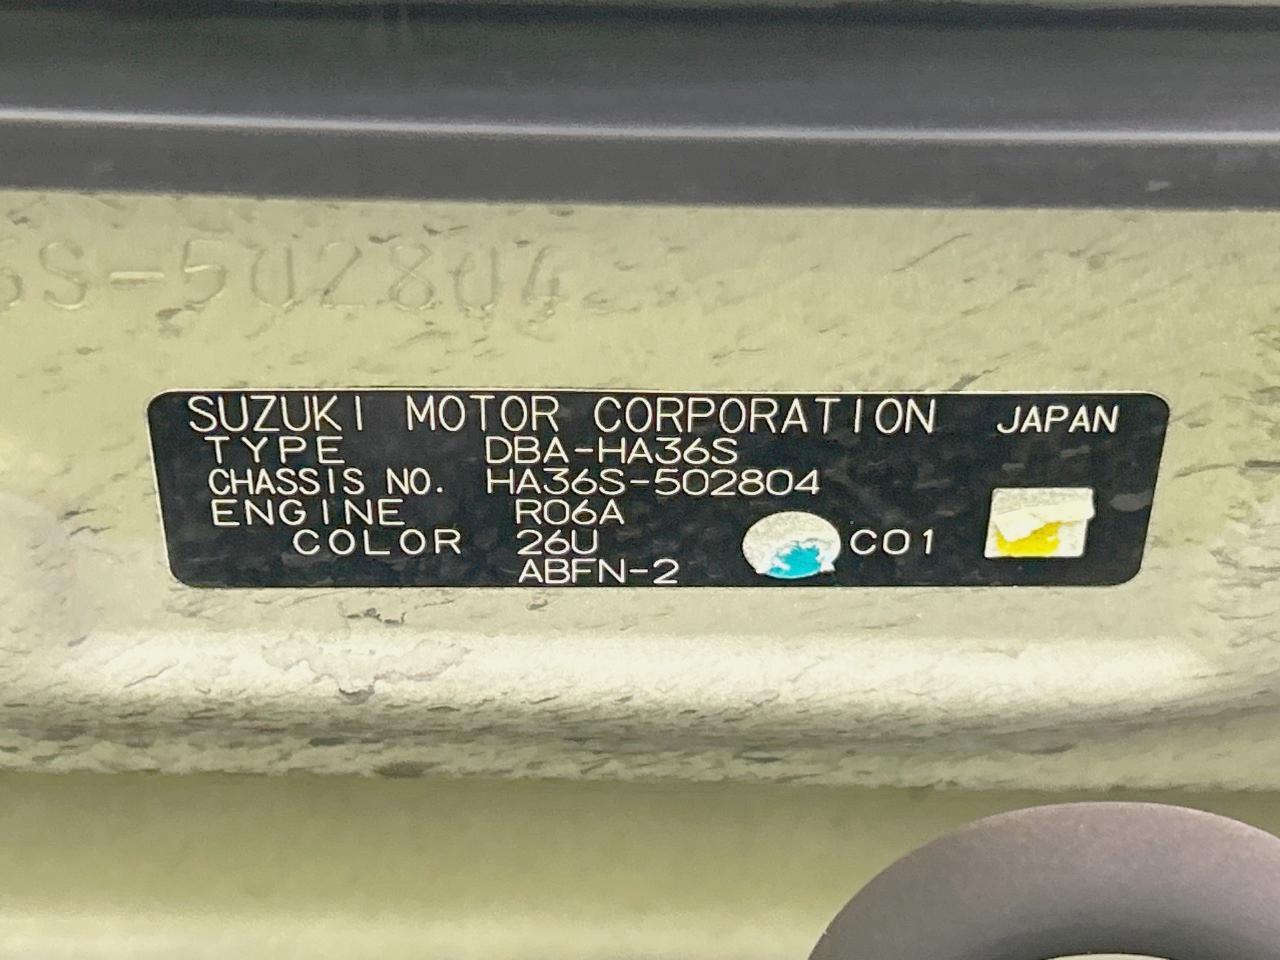 6S-502804
SUZUKI MOTOR CORPORATION JAPAN
TYPE DBA-HA36S
CHASSIS NO. HA36S-502804
ENGINE R06A
COLOR 26U C01
ABFN-2